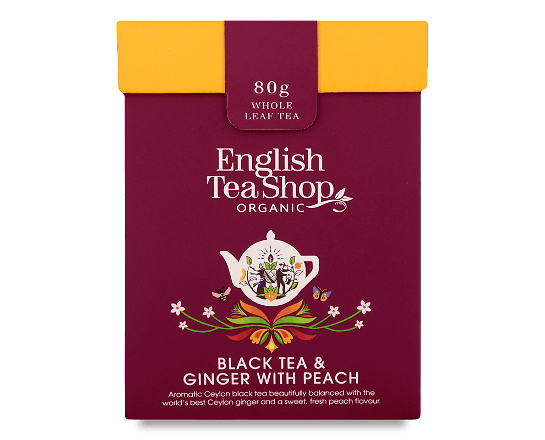 80g
WHOLE
LEAF TEA
English
Tea Shop
ORGANIC
BLACK TEA &
GINGER WITH PEACH
Aromatic Ceylon black tea beautifully balanced with the
world's best Ceylon ginger and a sweet, fresh peach flavour.